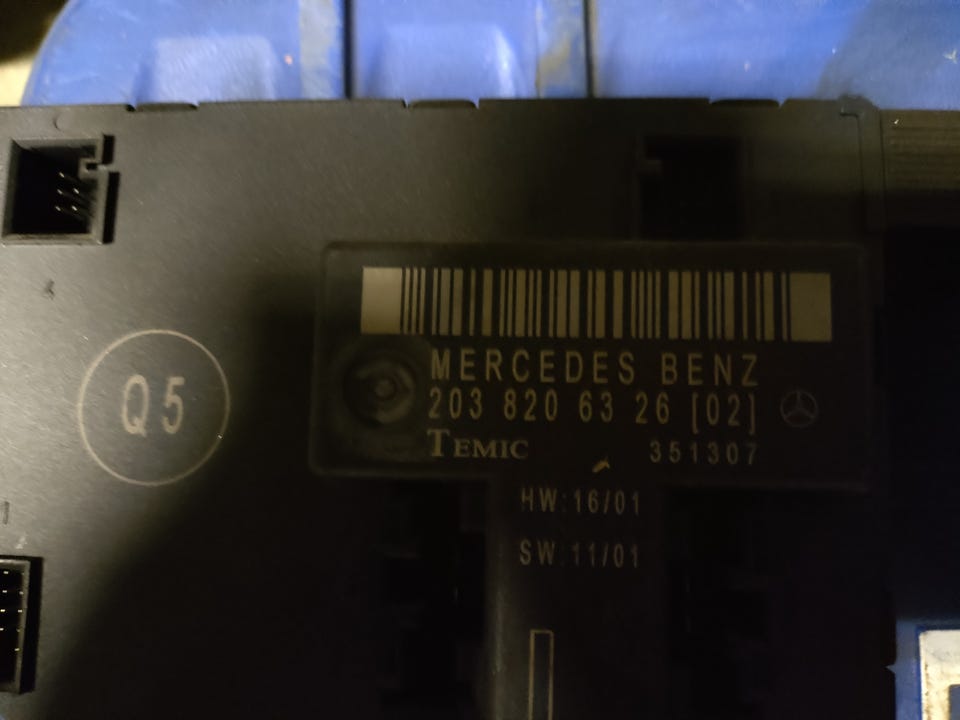 MERCEDES BENZ
203 820 63 26 [02]
TEMIC 351307
Q5
HW:16/01
SW:11/01